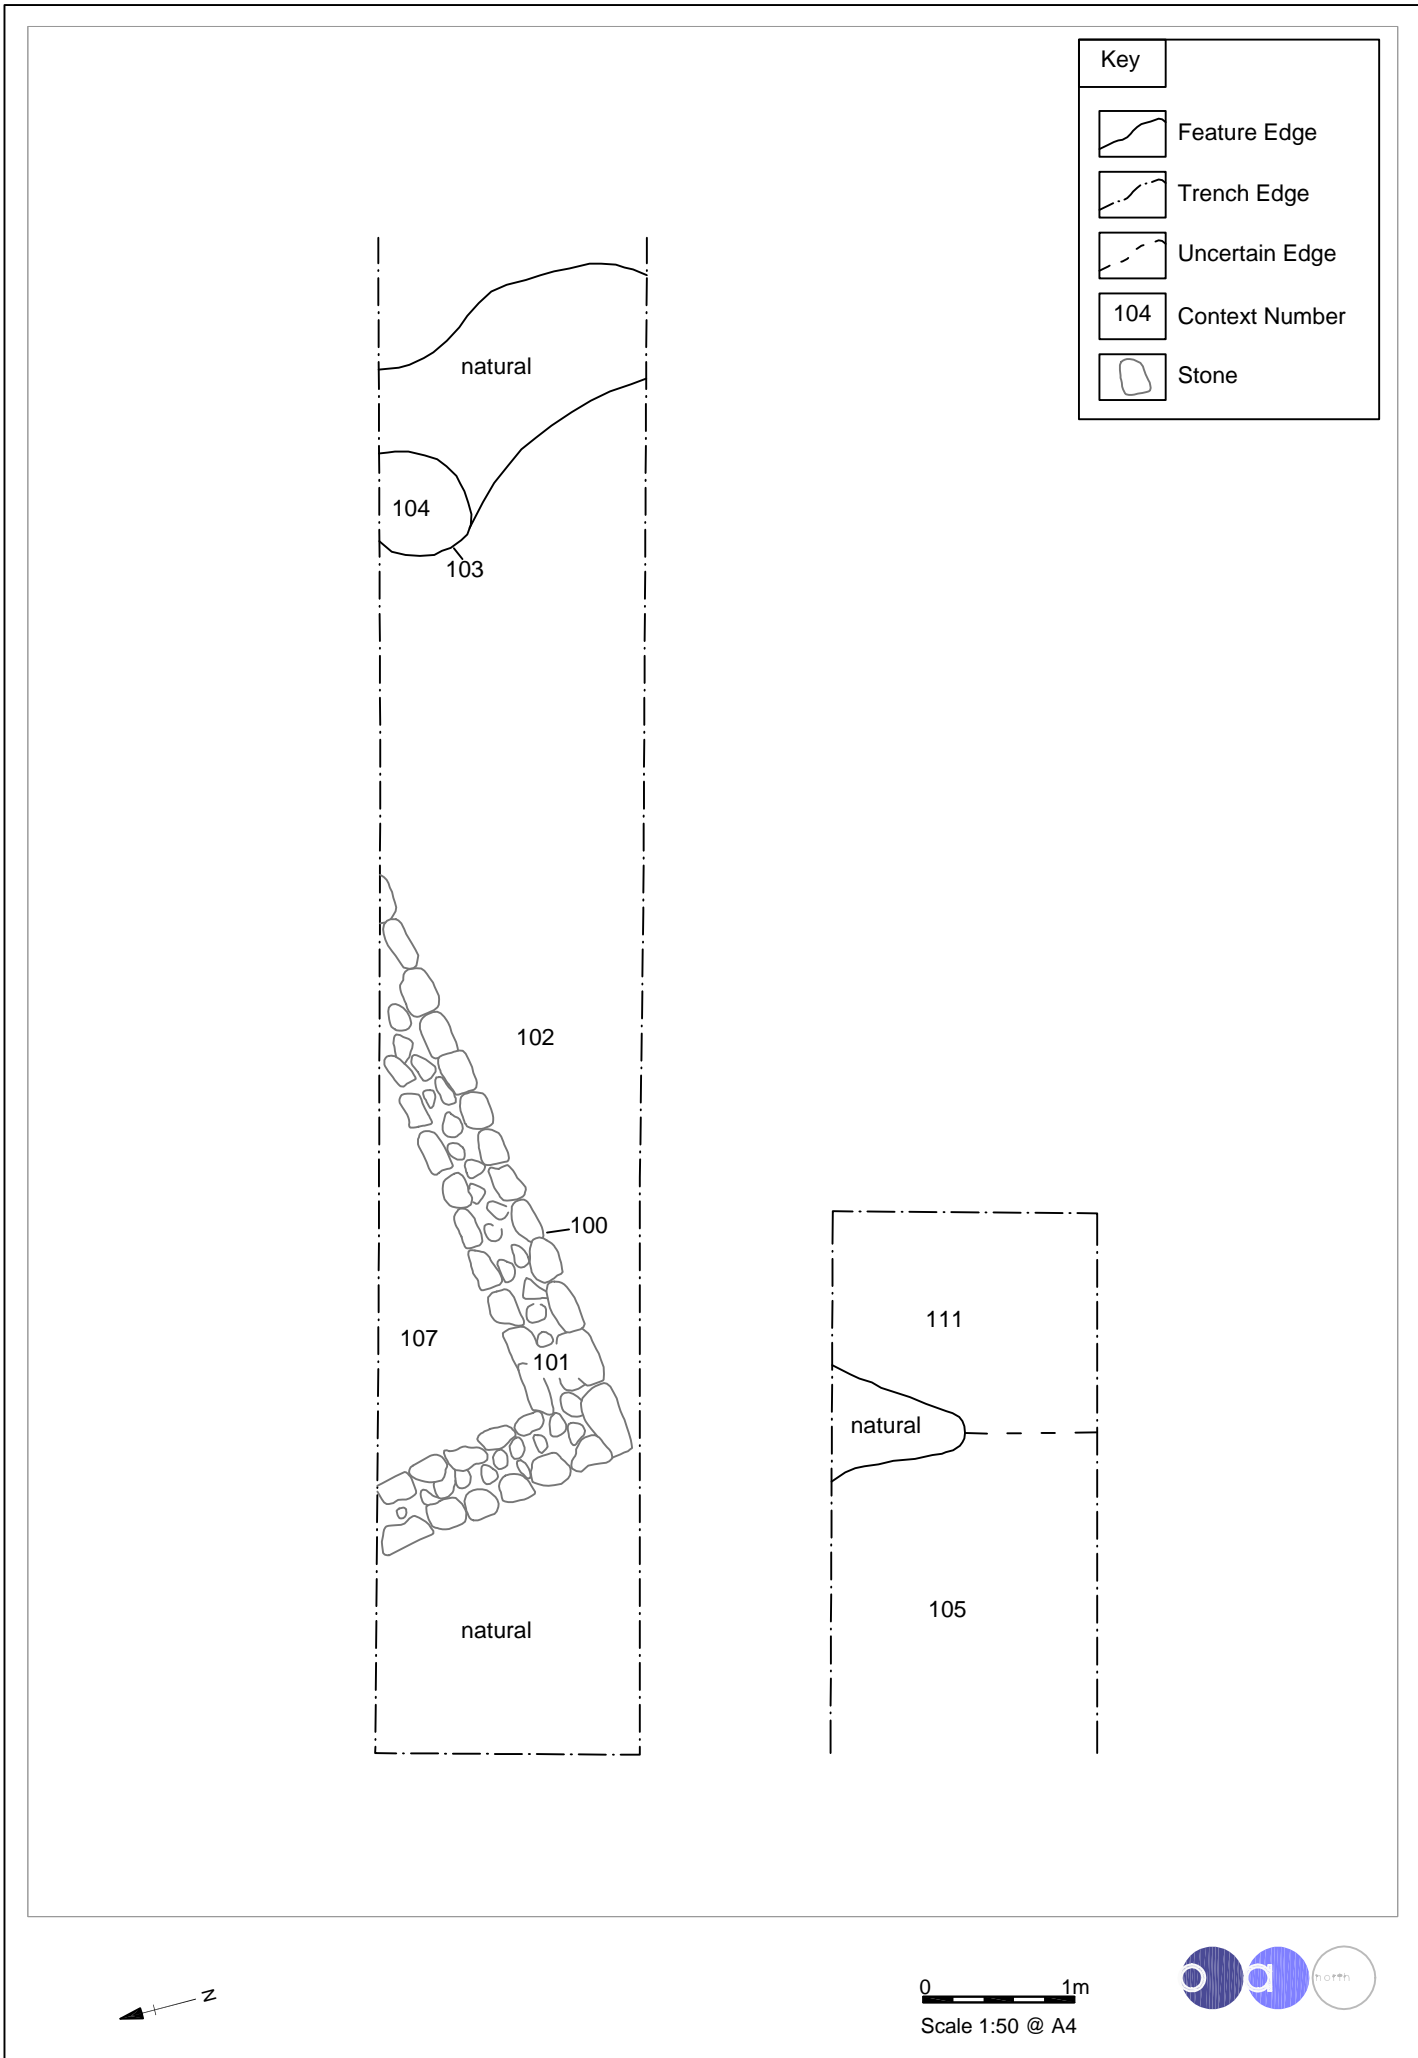 Key
Feature Edge
Trench Edge
Uncertain Edge
104 Context Number
Stone
natural
104
103
102
100
107
101
natural
111
natural
105
N
0 1m
Scale 1:50 @ A4
o a north